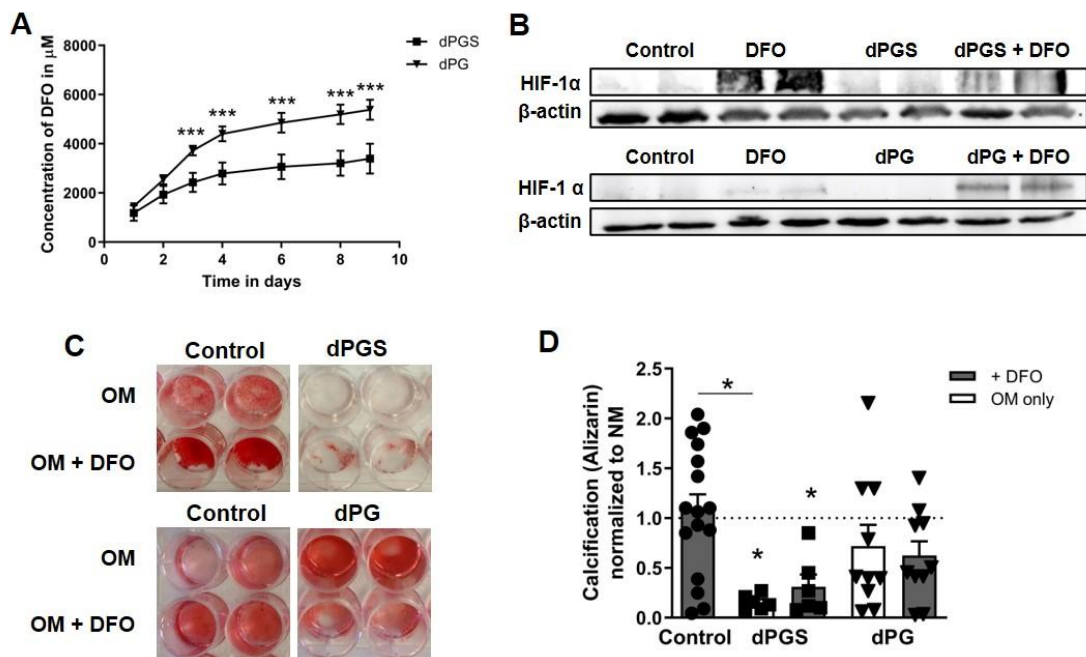 A
Concentration of DFO in µM
8000
6000
4000
2000
0
*** *** *** *** ***
0 2 4 6 8 10
Time in days
dPGS
dPG
B
Control DFO dPGS dPGS + DFO
HIF-1α
β-actin
Control DFO dPG dPG + DFO
HIF-1 α
β-actin
C
Control dPGS
OM
OM + DFO
Control dPG
OM
OM + DFO
D
Calcification (Alizarin)
normalized to NM
2.5
2.0
1.5
1.0
0.5
0.0
*
*
*
Control dPGS dPG
+ DFO
OM only